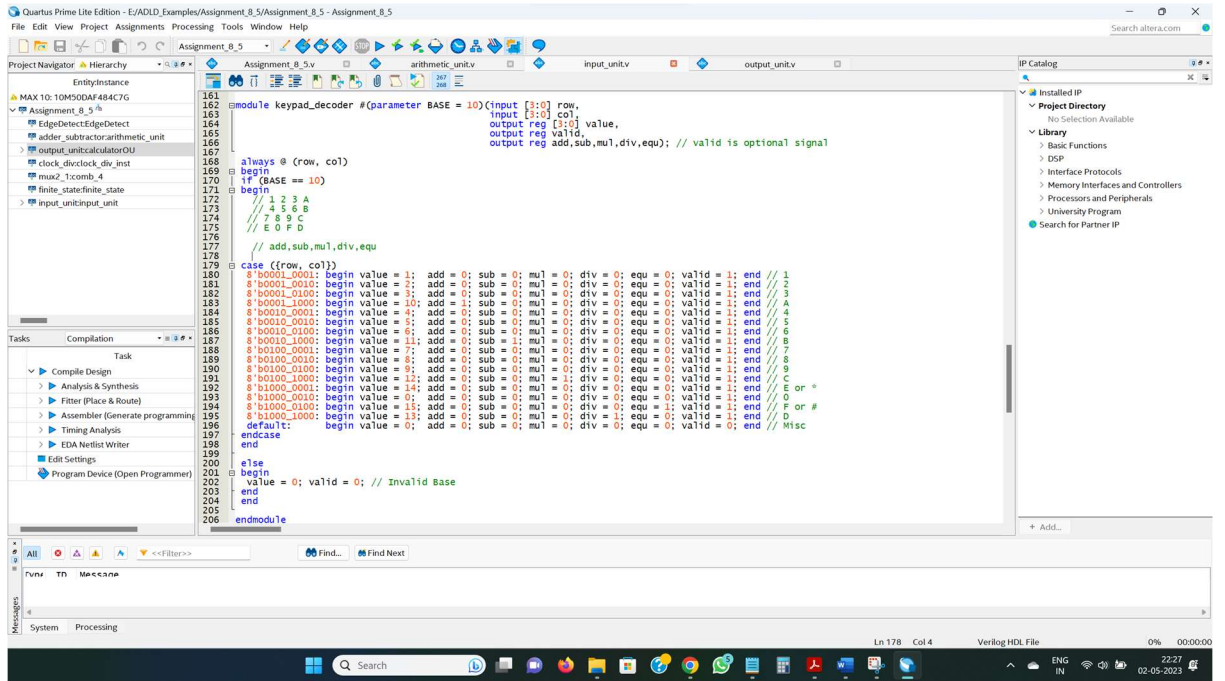 Quartus Prime Lite Edition - E:/ADLD_Examples/Assignment_8_5/Assignment_8_5 - Assignment_8_5
File Edit View Project Assignments Processing Tools Window Help
Search altera.com
Assignment_8_5
STOP
Project Navigator Hierarchy
Assignment_8_5.v
arithmetic_unit.v
input_unit.v
output_unit.v
IP Catalog
Entity:Instance
MAX 10: 10M50DAF484C7G
Assignment_8_5
EdgeDetect:EdgeDetect
adder_subtractor:arithmetic_unit
output_unit:calculatorOU
clock_div:clock_div_inst
mux2_1:comb_4
finite_state:finite_state
input_unit:input_unit
Tasks Compilation
Task
Compile Design
Analysis & Synthesis
Fitter (Place & Route)
Assembler (Generate programming
Timing Analysis
EDA Netlist Writer
Edit Settings
Program Device (Open Programmer)
267
268
161
162 module keypad_decoder #(parameter BASE = 10)(input [3:0] row,
163 input [3:0] col,
164 output reg [3:0] value,
165 output reg valid,
166 output reg add,sub,mul,div,equ); // valid is optional signal
167
168 always @ (row, col)
169 begin
170 if (BASE == 10)
171 begin
172 // 1 2 3 A
173 // 4 5 6 B
174 // 7 8 9 C
175 // E 0 F D
176
177 // add,sub,mul,div,equ
178
179 case ({row, col})
180 8'b0001_0001: begin value = 1; add = 0; sub = 0; mul = 0; div = 0; equ = 0; valid = 1; end // 1
181 8'b0001_0010: begin value = 2; add = 0; sub = 0; mul = 0; div = 0; equ = 0; valid = 1; end // 2
182 8'b0001_0100: begin value = 3; add = 0; sub = 0; mul = 0; div = 0; equ = 0; valid = 1; end // 3
183 8'b0001_1000: begin value = 10; add = 1; sub = 0; mul = 0; div = 0; equ = 0; valid = 1; end // A
184 8'b0010_0001: begin value = 4; add = 0; sub = 0; mul = 0; div = 0; equ = 0; valid = 1; end // 4
185 8'b0010_0010: begin value = 5; add = 0; sub = 0; mul = 0; div = 0; equ = 0; valid = 1; end // 5
186 8'b0010_0100: begin value = 6; add = 0; sub = 0; mul = 0; div = 0; equ = 0; valid = 1; end // 6
187 8'b0010_1000: begin value = 11; add = 0; sub = 1; mul = 0; div = 0; equ = 0; valid = 1; end // B
188 8'b0100_0001: begin value = 7; add = 0; sub = 0; mul = 0; div = 0; equ = 0; valid = 1; end // 7
189 8'b0100_0010: begin value = 8; add = 0; sub = 0; mul = 0; div = 0; equ = 0; valid = 1; end // 8
190 8'b0100_0100: begin value = 9; add = 0; sub = 0; mul = 0; div = 0; equ = 0; valid = 1; end // 9
191 8'b0100_1000: begin value = 12; add = 0; sub = 0; mul = 1; div = 0; equ = 0; valid = 1; end // C
192 8'b1000_0001: begin value = 14; add = 0; sub = 0; mul = 0; div = 0; equ = 0; valid = 1; end // E or *
193 8'b1000_0010: begin value = 0; add = 0; sub = 0; mul = 0; div = 0; equ = 0; valid = 1; end // 0
194 8'b1000_0100: begin value = 15; add = 0; sub = 0; mul = 0; div = 0; equ = 1; valid = 1; end // F or #
195 8'b1000_1000: begin value = 13; add = 0; sub = 0; mul = 0; div = 1; equ = 0; valid = 1; end // D
196 default: begin value = 0; add = 0; sub = 0; mul = 0; div = 0; equ = 0; valid = 0; end // Misc
197 endcase
198 end
199
200 else
201 begin
202 value = 0; valid = 0; // Invalid Base
203 end
204 end
205
206 endmodule
Installed IP
Project Directory
No Selection Available
Library
Basic Functions
DSP
Interface Protocols
Memory Interfaces and Controllers
Processors and Peripherals
University Program
Search for Partner IP
+ Add...
All <<Filter>> Find... Find Next
Type ID Message
Messages
System Processing
Ln 178 Col 4 Verilog HDL File 0% 00:00:00
Search
ENG
IN
22:27
02-05-2023